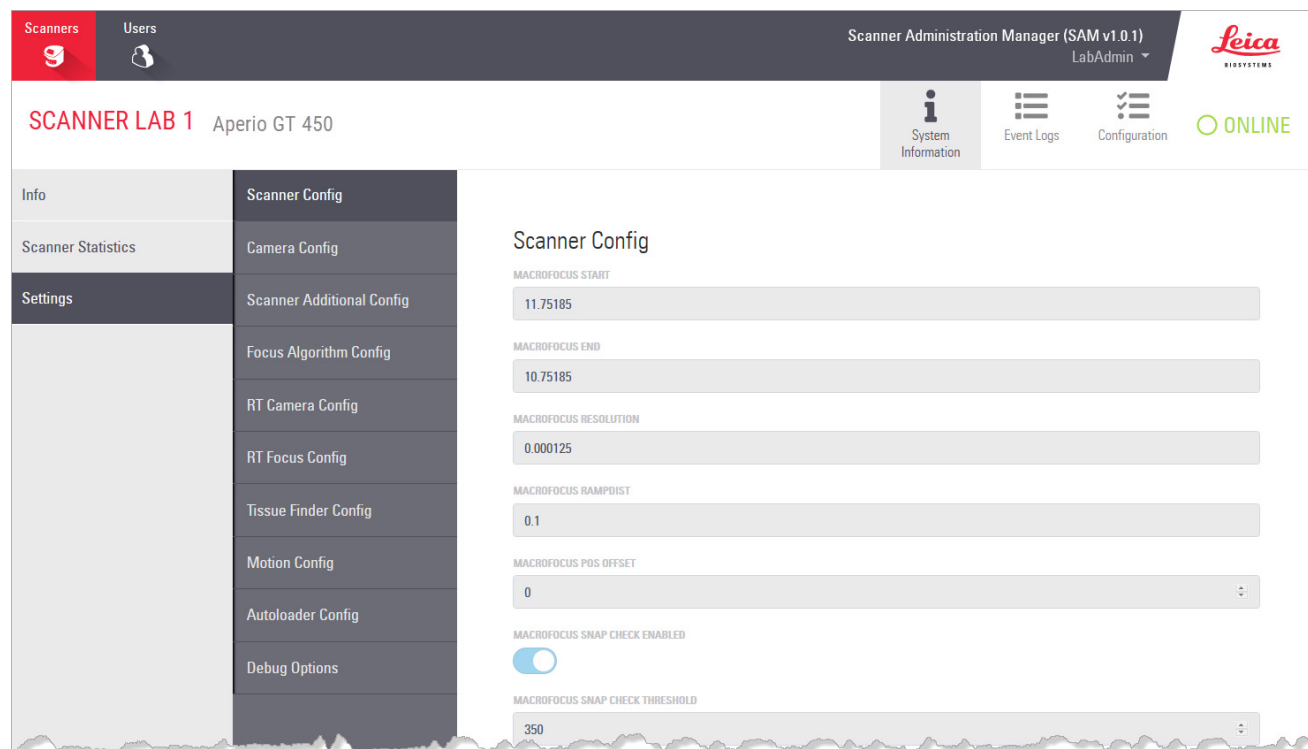 Scanners
Users
Scanner Administration Manager (SAM v1.0.1)
LabAdmin
Leica
BIOSYSTEMS
SCANNER LAB 1 Aperio GT 450
System
Information
Event Logs
Configuration
ONLINE
Info
Scanner Statistics
Settings
Scanner Config
Camera Config
Scanner Additional Config
Focus Algorithm Config
RT Camera Config
RT Focus Config
Tissue Finder Config
Motion Config
Autoloader Config
Debug Options
Scanner Config
MACROFOCUS START
11.75185
MACROFOCUS END
10.75185
MACROFOCUS RESOLUTION
0.000125
MACROFOCUS RAMPDIST
0.1
MACROFOCUS POS OFFSET
0
MACROFOCUS SNAP CHECK ENABLED
MACROFOCUS SNAP CHECK THRESHOLD
350